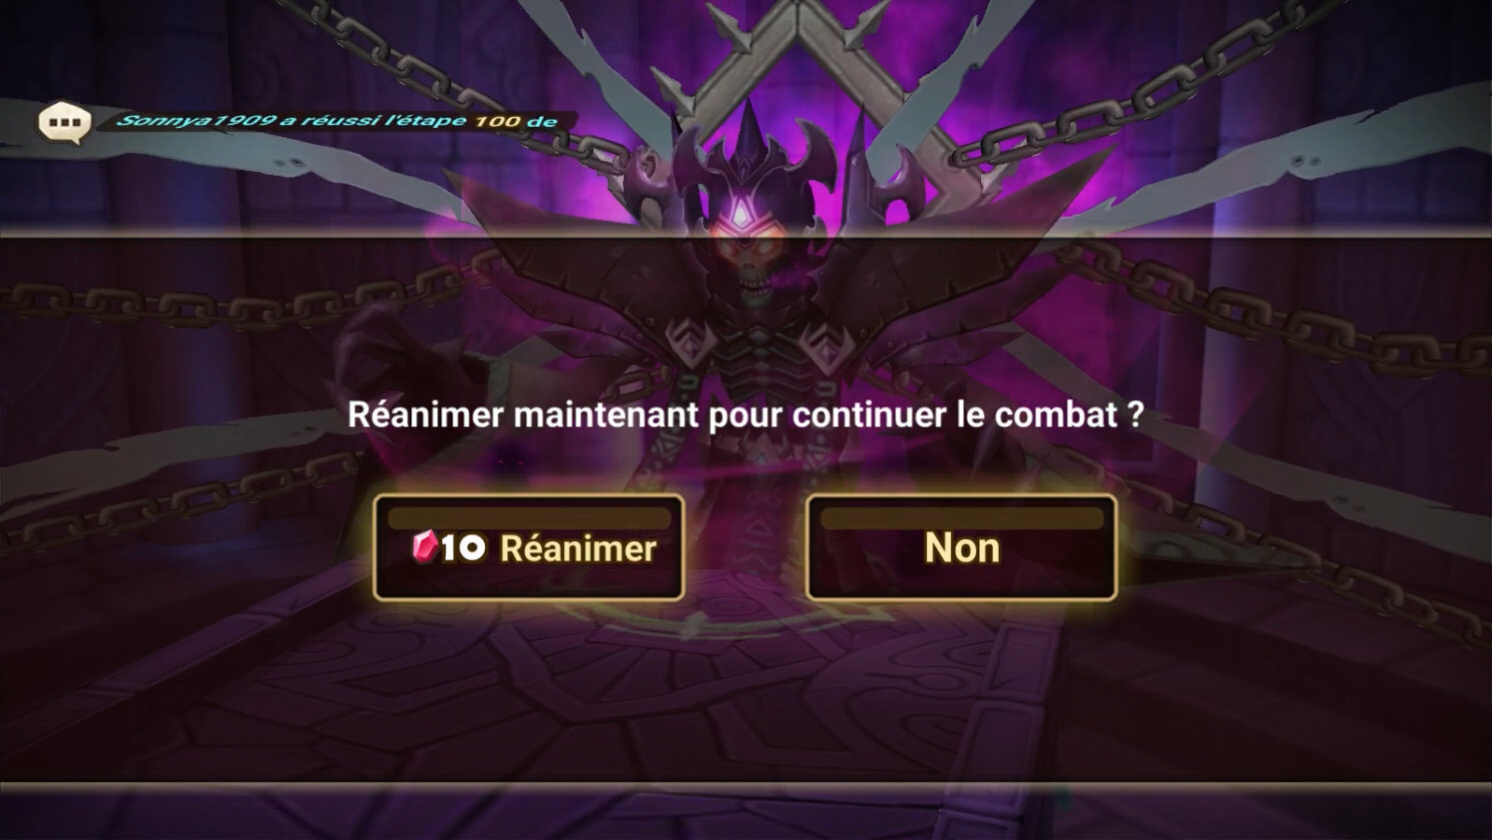 Sonnya1909 a réussi l'étape 100 de
Réanimer maintenant pour continuer le combat ?
10 Réanimer
Non